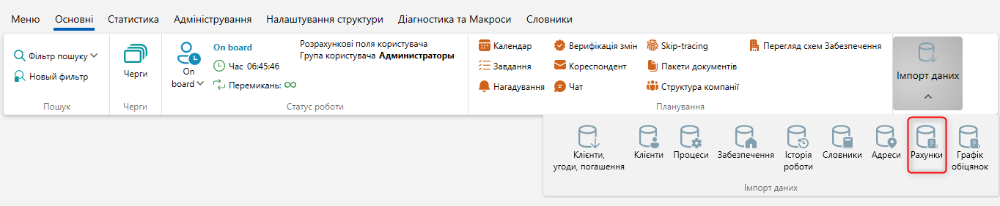 Меню Основні Статистика Адміністрування Налаштування структури Діагностика та Макроси Словники
Фільтр пошуку
Новый фильтр
Пошук
Черги
Черги
On board
On board
Час 06:45:46
Перемикань: ∞
Розрахункові поля користувача
Група користувача Администраторы
Статус роботи
Календар
Завдання
Нагадування
Верифікація змін
Кореспондент
Чат
Skip-tracing
Пакети документів
Структура компанії
Перегляд схем Забезпечення
Планування
Імпорт даних
Клієнти,
угоди, погашення
Клієнти
Процеси
Забезпечення
Історія
роботи
Словники
Адреси
Рахунки
Графік
обіцянок
Імпорт даних